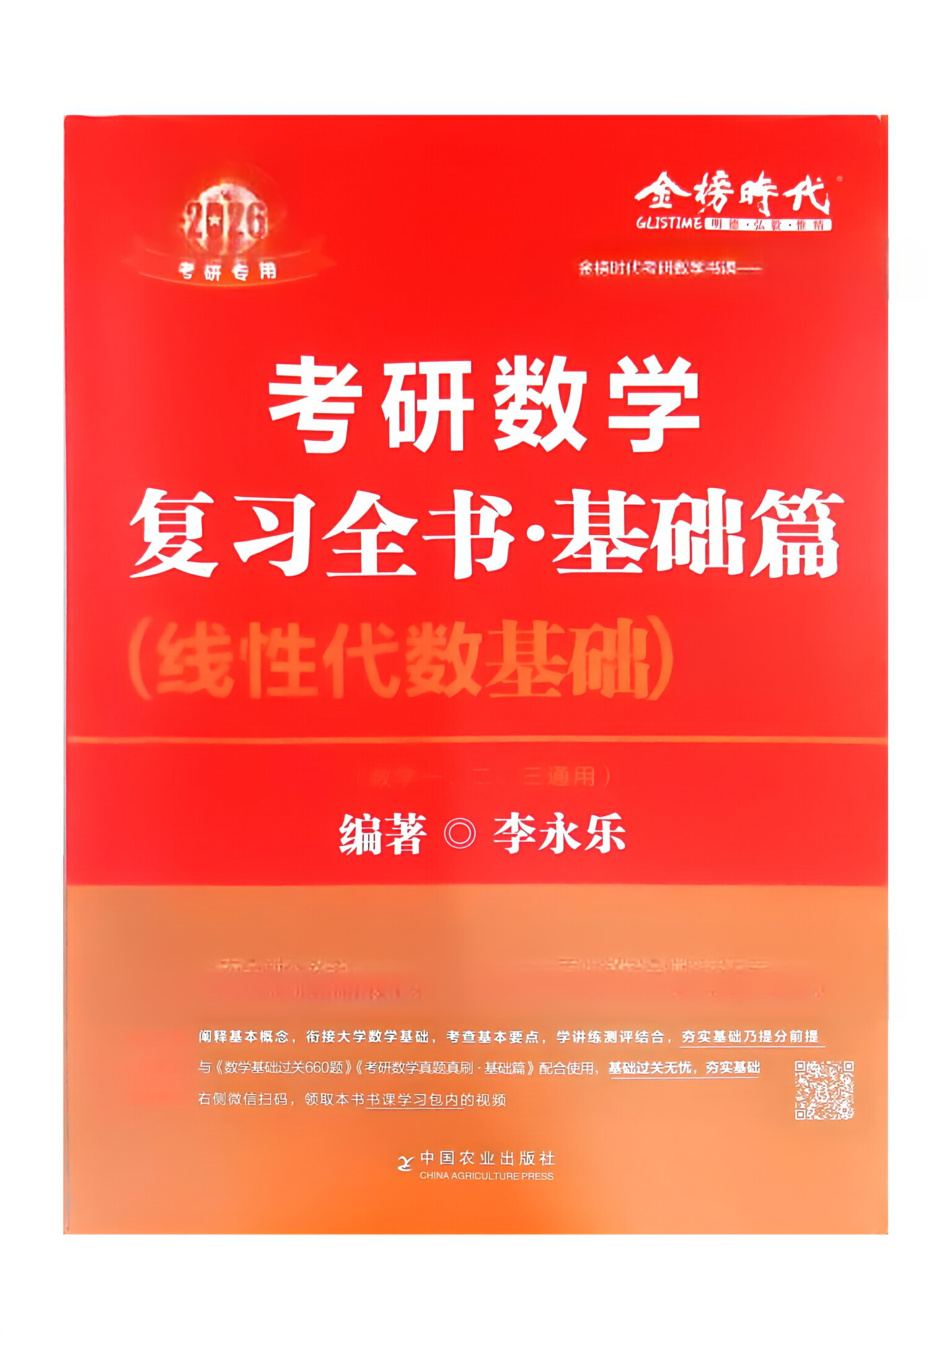 2026
考研专用
金榜時代
GLISTIME 明德·弘毅·惟精
金榜时代考研数学书课
考研数学
复习全书·基础篇
(线性代数基础)
(数学一、二、三通用)
编著◎李永乐
阐释基本概念，衔接大学数学基础，考查基本要点，学讲练测评结合，夯实基础乃提分前提
与《数学基础过关660题》《考研数学真题真刷·基础篇》配合使用，基础过关无忧，夯实基础
右侧微信扫码，领取本书书课学习包内的视频
中国农业出版社
CHINA AGRICULTURE PRESS